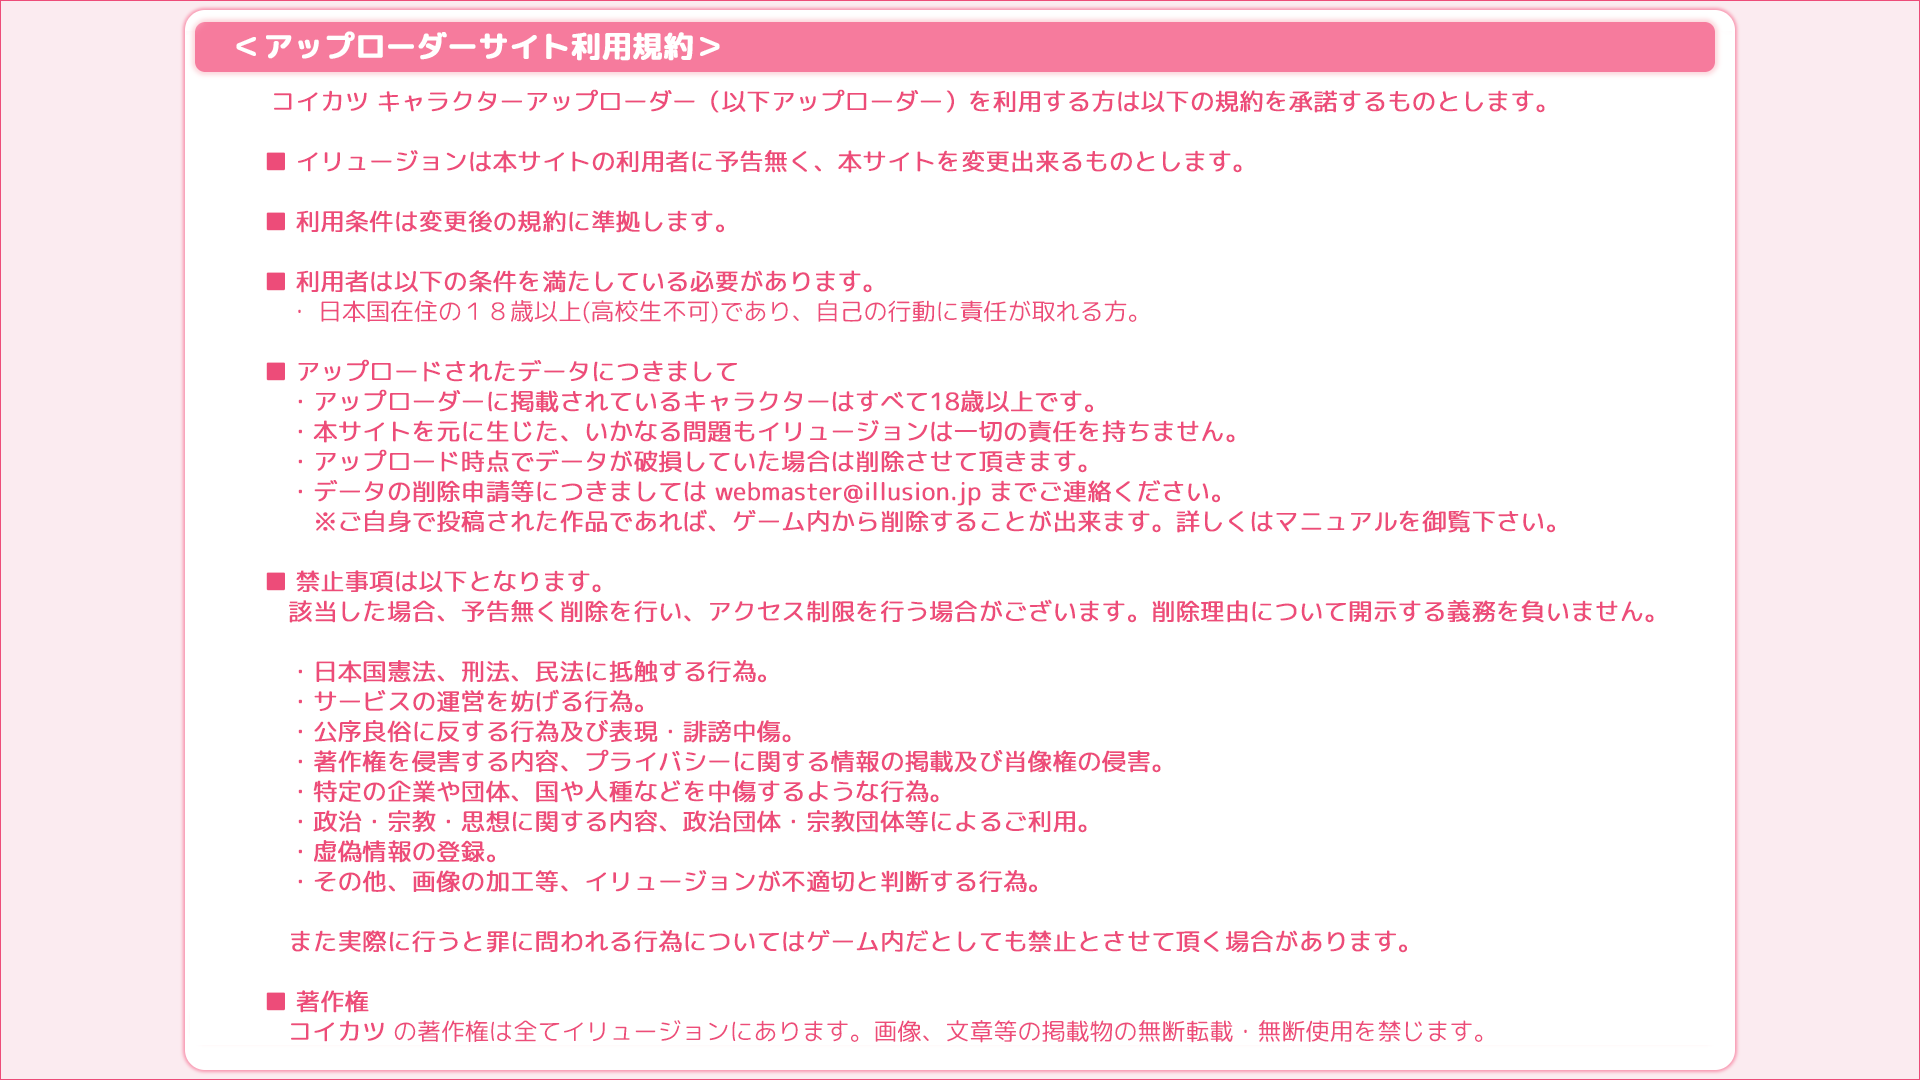 ＜アップローダーサイト利用規約＞
コイカツ キャラクターアップローダー（以下アップローダー）を利用する方は以下の規約を承諾するものとします。
■ イリュージョンは本サイトの利用者に予告無く、本サイトを変更出来るものとします。
■ 利用条件は変更後の規約に準拠します。
■ 利用者は以下の条件を満たしている必要があります。
・ 日本国在住の１８歳以上(高校生不可)であり、自己の行動に責任が取れる方。
■ アップロードされたデータにつきまして
・アップローダーに掲載されているキャラクターはすべて18歳以上です。
・本サイトを元に生じた、いかなる問題もイリュージョンは一切の責任を持ちません。
・アップロード時点でデータが破損していた場合は削除させて頂きます。
・データの削除申請等につきましては webmaster@illusion.jp までご連絡ください。
※ご自身で投稿された作品であれば、ゲーム内から削除することが出来ます。詳しくはマニュアルを御覧下さい。
■ 禁止事項は以下となります。
該当した場合、予告無く削除を行い、アクセス制限を行う場合がございます。削除理由について開示する義務を負いません。
・日本国憲法、刑法、民法に抵触する行為。
・サービスの運営を妨げる行為。
・公序良俗に反する行為及び表現・誹謗中傷。
・著作権を侵害する内容、プライバシーに関する情報の掲載及び肖像権の侵害。
・特定の企業や団体、国や人種などを中傷するような行為。
・政治・宗教・思想に関する内容、政治団体・宗教団体等によるご利用。
・虚偽情報の登録。
・その他、画像の加工等、イリュージョンが不適切と判断する行為。
また実際に行うと罪に問われる行為についてはゲーム内だとしても禁止とさせて頂く場合があります。
■ 著作権
コイカツ の著作権は全てイリュージョンにあります。画像、文章等の掲載物の無断転載・無断使用を禁じます。